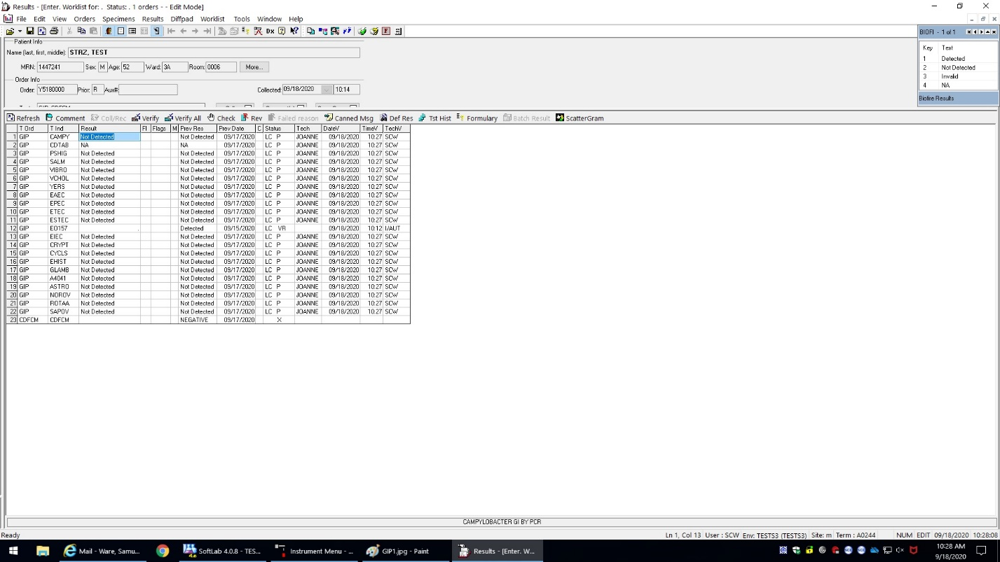 Results - [Enter. Worklist for: . Status: . 1 orders - - Edit Mode]
File Edit View Orders Specimens Results Diffpad Worklist Tools Window Help
Dx
BIOFI - 1 of 1
Key Text
1 Detected
2 Not Detected
3 Invalid
4 NA
Biofire Results
Patient Info
Name (last, first, middle): STRZ, TEST
MRN: 1447241 Sex: M Age: 52 Ward: 3A Room: 0006 More...
Order Info
Order: Y5180000 Prior: R Aux#: Collected: 09/18/2020 10:14
Refresh Comment Coll/Rec Verify Verify All Check Rev Failed reason Canned Msg Def Res Tst Hist Formulary Batch Result ScatterGram
T Ord T Ind Result Fl Flags M Prev Res Prev Date C Status Tech DateV TimeV TechV
1 GIP CAMPY Not Detected Not Detected 09/17/2020 LC P JOANNE 09/18/2020 10:27 SCW
2 GIP CDTAB NA NA 09/17/2020 LC P JOANNE 09/18/2020 10:27 SCW
3 GIP PSHIG Not Detected Not Detected 09/17/2020 LC P JOANNE 09/18/2020 10:27 SCW
4 GIP SALM Not Detected Not Detected 09/17/2020 LC P JOANNE 09/18/2020 10:27 SCW
5 GIP VIBRO Not Detected Not Detected 09/17/2020 LC P JOANNE 09/18/2020 10:27 SCW
6 GIP VCHOL Not Detected Not Detected 09/17/2020 LC P JOANNE 09/18/2020 10:27 SCW
7 GIP YERS Not Detected Not Detected 09/17/2020 LC P JOANNE 09/18/2020 10:27 SCW
8 GIP EAEC Not Detected Not Detected 09/17/2020 LC P JOANNE 09/18/2020 10:27 SCW
9 GIP EPEC Not Detected Not Detected 09/17/2020 LC P JOANNE 09/18/2020 10:27 SCW
10 GIP ETEC Not Detected Not Detected 09/17/2020 LC P JOANNE 09/18/2020 10:27 SCW
11 GIP ESTEC Not Detected Not Detected 09/17/2020 LC P JOANNE 09/18/2020 10:27 SCW
12 GIP EO157 . Detected 09/15/2020 LC VR 09/18/2020 10:12 I/AUT
13 GIP EIEC Not Detected Not Detected 09/17/2020 LC P JOANNE 09/18/2020 10:27 SCW
14 GIP CRYPT Not Detected Not Detected 09/17/2020 LC P JOANNE 09/18/2020 10:27 SCW
15 GIP CYCLS Not Detected Not Detected 09/17/2020 LC P JOANNE 09/18/2020 10:27 SCW
16 GIP EHIST Not Detected Not Detected 09/17/2020 LC P JOANNE 09/18/2020 10:27 SCW
17 GIP GLAMB Not Detected Not Detected 09/17/2020 LC P JOANNE 09/18/2020 10:27 SCW
18 GIP A4041 Not Detected Not Detected 09/17/2020 LC P JOANNE 09/18/2020 10:27 SCW
19 GIP ASTRO Not Detected Not Detected 09/17/2020 LC P JOANNE 09/18/2020 10:27 SCW
20 GIP NOROV Not Detected Not Detected 09/17/2020 LC P JOANNE 09/18/2020 10:27 SCW
21 GIP ROTAA Not Detected Not Detected 09/17/2020 LC P JOANNE 09/18/2020 10:27 SCW
22 GIP SAPOV Not Detected Not Detected 09/17/2020 LC P JOANNE 09/18/2020 10:27 SCW
23 CDFCM CDFCM NEGATIVE 09/17/2020 X
CAMPYLOBACTER GI BY PCR
Ready Ln 1, Col 13 User : SCW Env: TESTS3 (TESTS3) Site: m Term : A0244 NUM EDIT 09/18/2020 10:28:08
Mail - Ware, Samu... SoftLab 4.0.8 - TES... Instrument Menu - ... GIP1.jpg - Paint Results - [Enter. W... 10:28 AM
9/18/2020